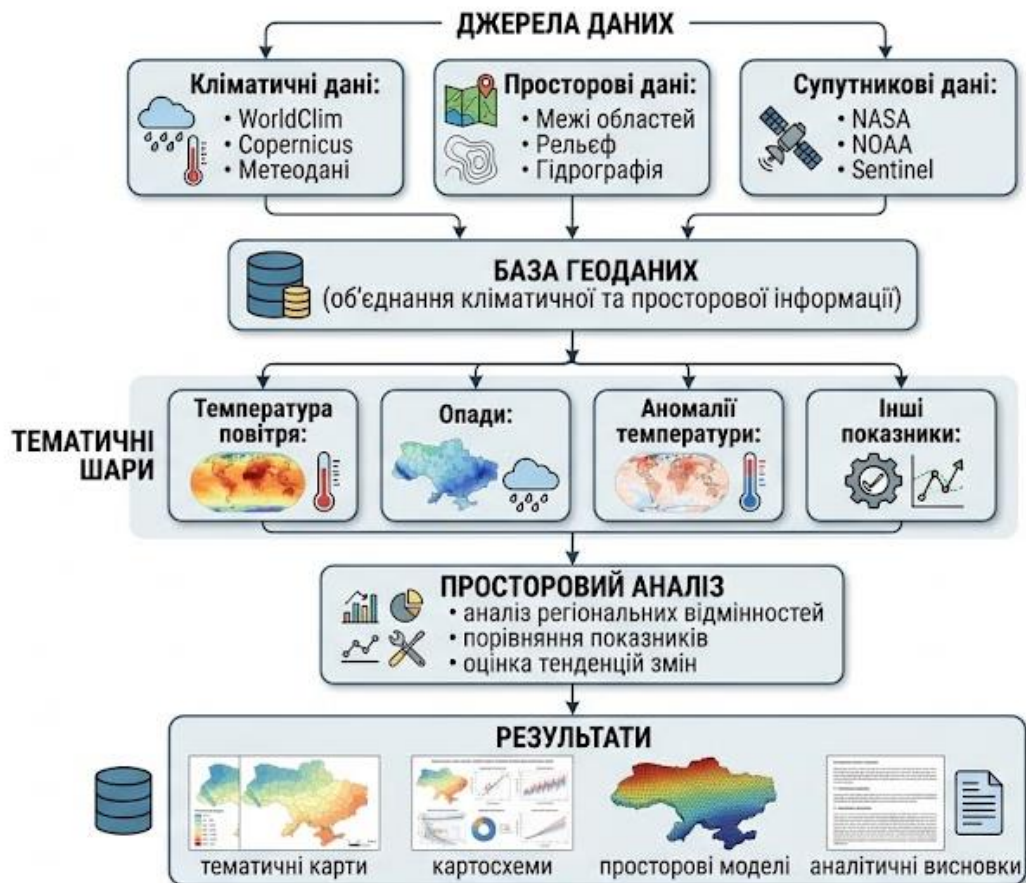 ДЖЕРЕЛА ДАНИХ
Кліматичні дані:
• WorldClim
• Copernicus
• Метеодані
Просторові дані:
• Межі областей
• Рельєф
• Гідрографія
Супутникові дані:
• NASA
• NOAA
• Sentinel
БАЗА ГЕОДАНИХ
(об'єднання кліматичної та просторової інформації)
ТЕМАТИЧНІ
ШАРИ
Температура
повітря:
Опади:
Аномалії
температури:
Інші
показники:
ПРОСТОРОВИЙ АНАЛІЗ
• аналіз регіональних відмінностей
• порівняння показників
• оцінка тенденцій змін
РЕЗУЛЬТАТИ
тематичні карти
картосхеми
просторові моделі
аналітичні висновки